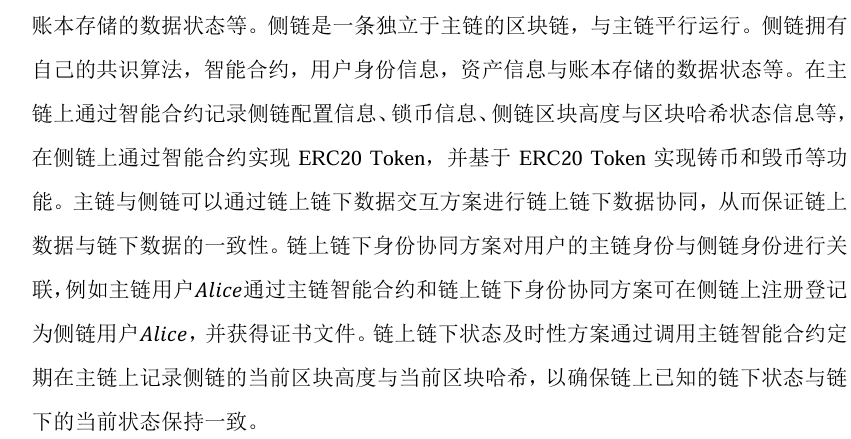 账本存储的数据状态等。侧链是一条独立于主链的区块链，与主链平行运行。侧链拥有
自己的共识算法，智能合约，用户身份信息，资产信息与账本存储的数据状态等。在主
链上通过智能合约记录侧链配置信息、锁币信息、侧链区块高度与区块哈希状态信息等，
在侧链上通过智能合约实现 ERC20 Token，并基于 ERC20 Token 实现铸币和毁币等功
能。主链与侧链可以通过链上链下数据交互方案进行链上链下数据协同，从而保证链上
数据与链下数据的一致性。链上链下身份协同方案对用户的主链身份与侧链身份进行关
联，例如主链用户Alice通过主链智能合约和链上链下身份协同方案可在侧链上注册登记
为侧链用户Alice，并获得证书文件。链上链下状态及时性方案通过调用主链智能合约定
期在主链上记录侧链的当前区块高度与当前区块哈希，以确保链上已知的链下状态与链
下的当前状态保持一致。